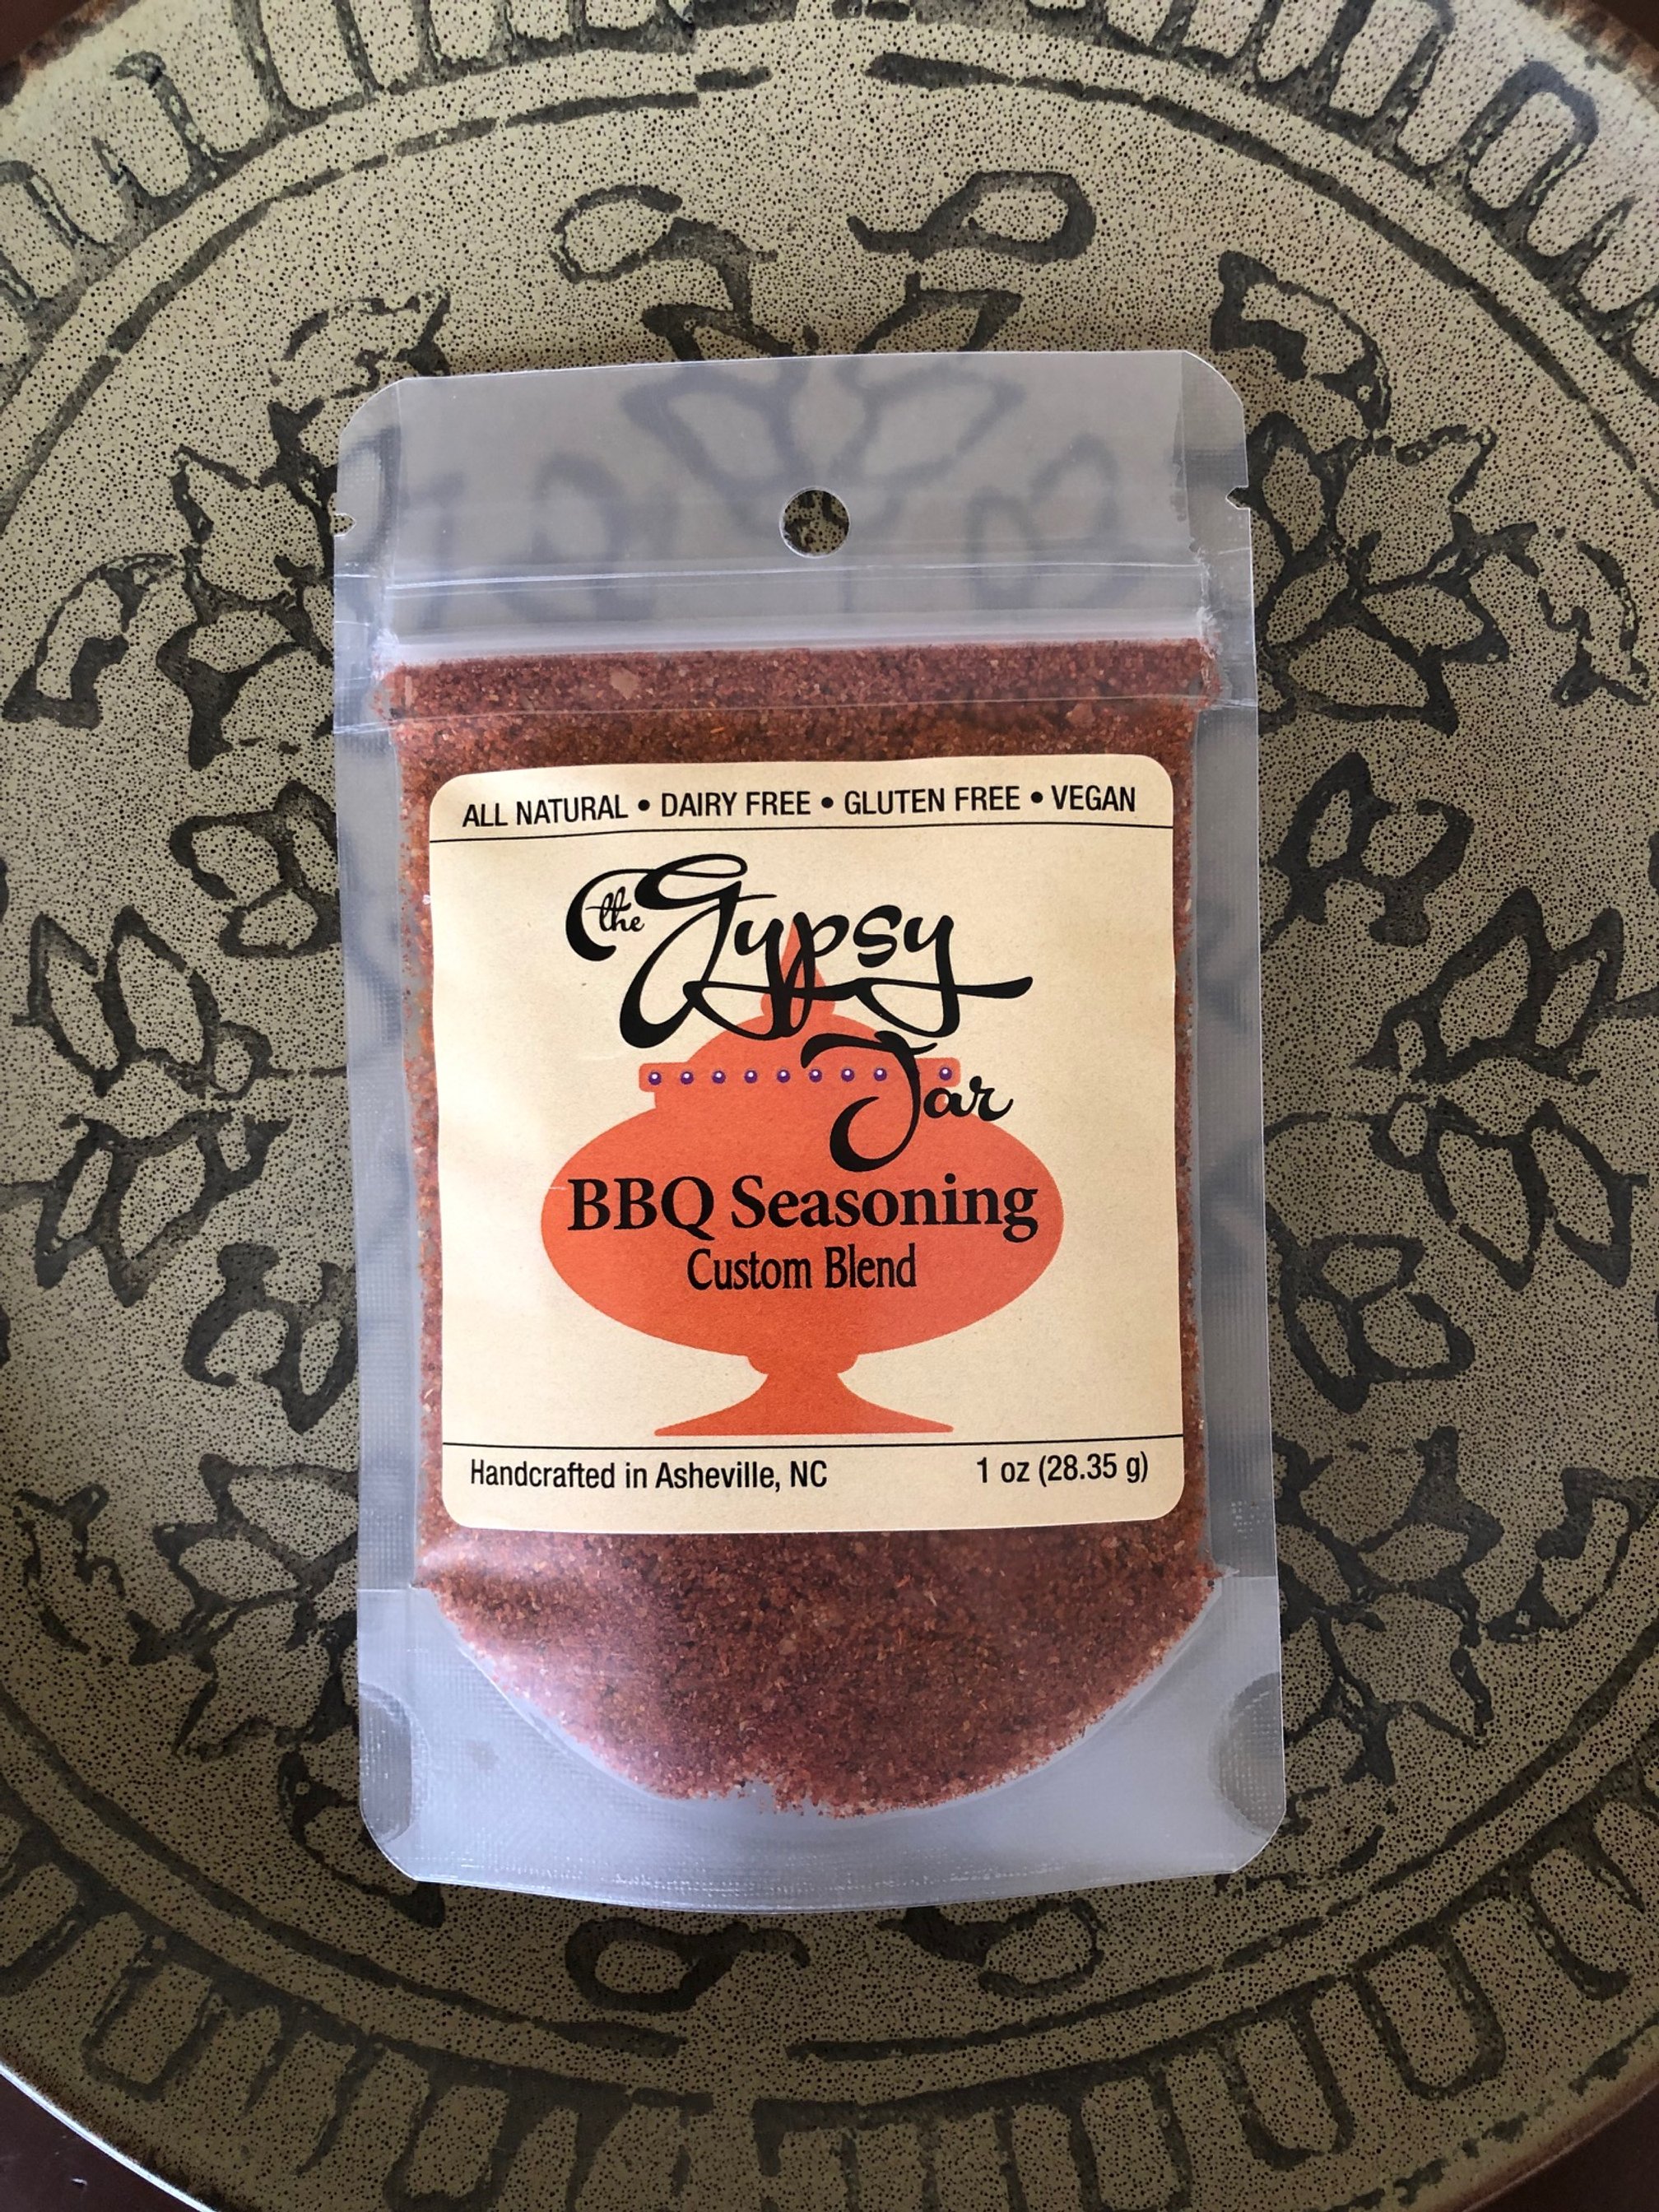 ALL NATURAL • DAIRY FREE • GLUTEN FREE • VEGAN
the Gypsy
Jar
BBQ Seasoning
Custom Blend
Handcrafted in Asheville, NC 1 oz (28.35 g)